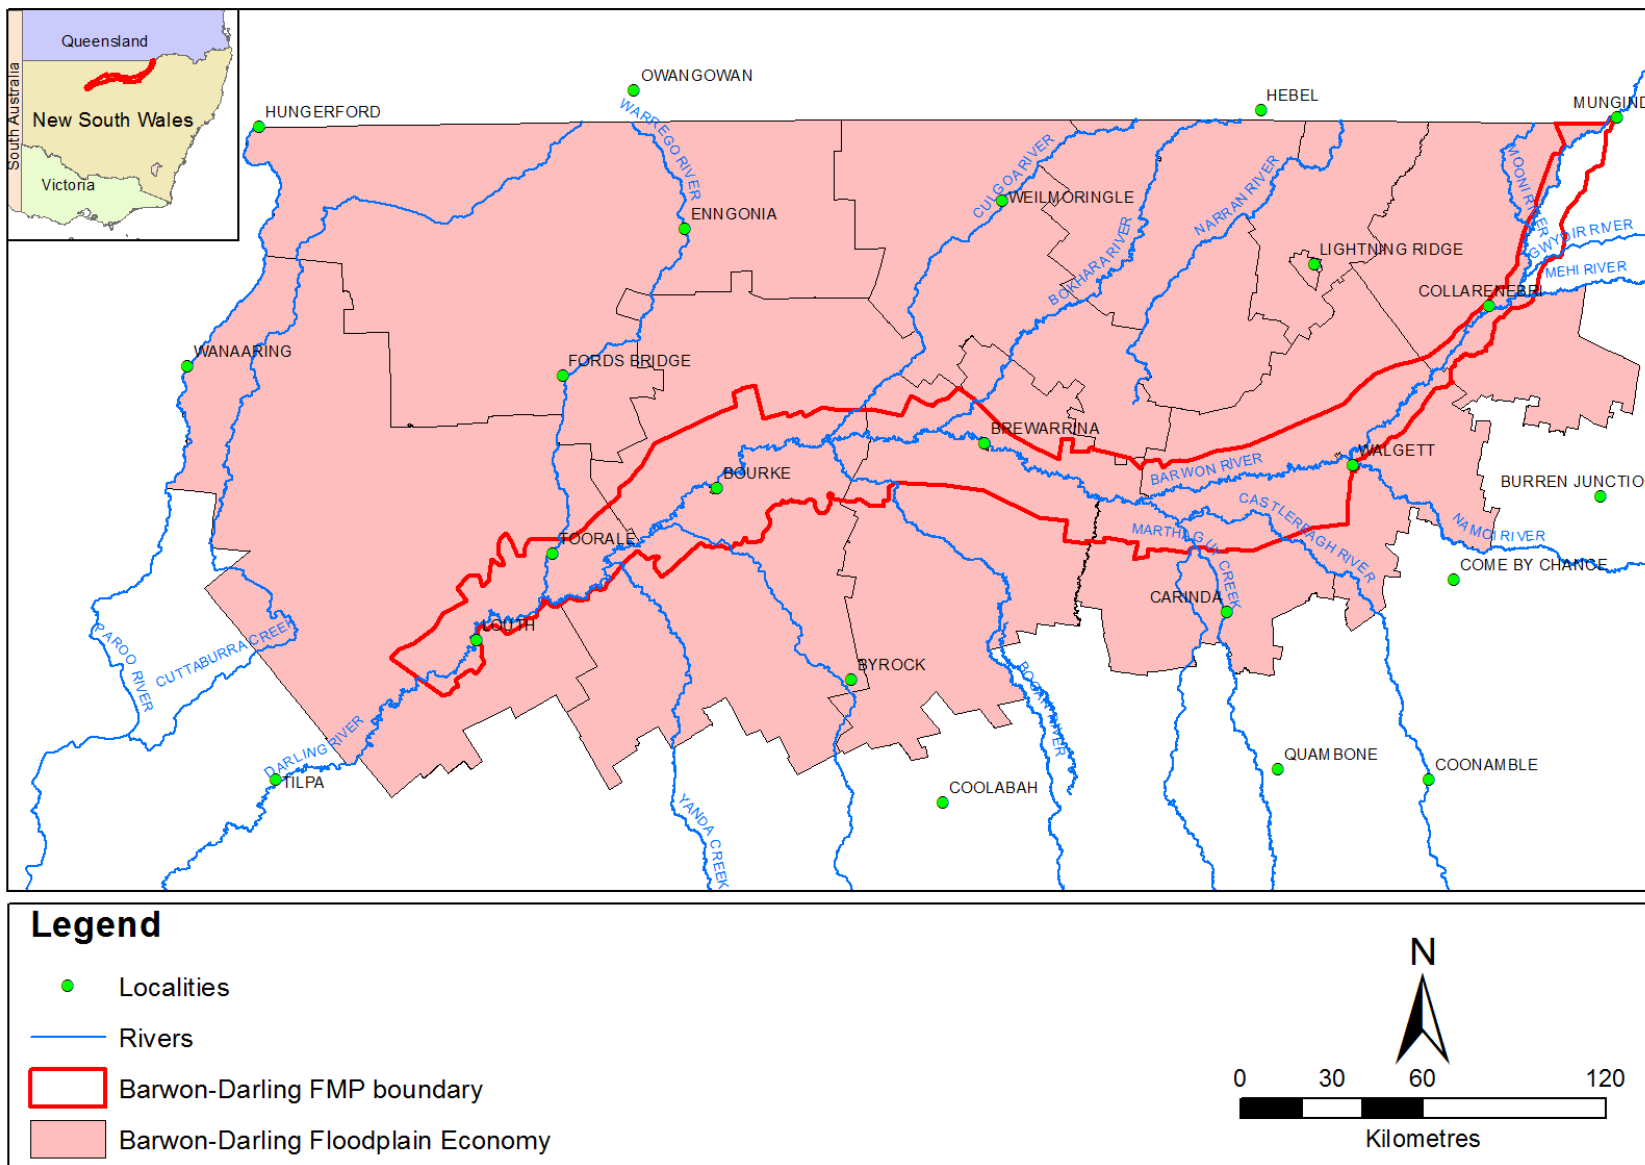 Queensland
South Australia
New South Wales
Victoria
OWANGOWAN
HEBEL
MUNGIND
HUNGERFORD
WARREGO RIVER
CULGOA RIVER
WEILMORINGLE
MOONI RIVER
NARRAN RIVER
ENNGONIA
BOKHARA RIVER
LIGHTNING RIDGE
GWYDIR RIVER
MEHI RIVER
COLLARENEBRI
WANAARING
FORDS BRIDGE
BREWARRINA
WALGETT
BARWON RIVER
BOURKE
BURREN JUNCTIO
CASTLEREAGH RIVER
NAMOI RIVER
MARTHAGUY CREEK
TOORALE
COME BY CHANCE
CARINDA
LOUTH
PAROO RIVER
CUTTABURRA CREEK
BYROCK
BOGAN RIVER
DARLING RIVER
TILPA
QUAMBONE
COONAMBLE
COOLABAH
YANDA CREEK
Legend
Localities
Rivers
Barwon-Darling FMP boundary
Barwon-Darling Floodplain Economy
N
0 30 60 120
Kilometres